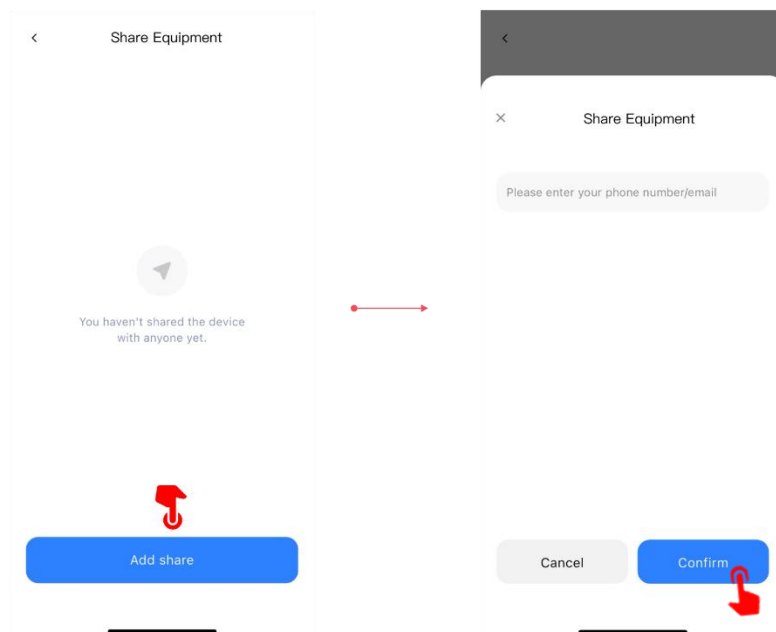 Share Equipment
You haven't shared the device
with anyone yet.
Add share
Share Equipment
Please enter your phone number/email
Cancel
Confirm